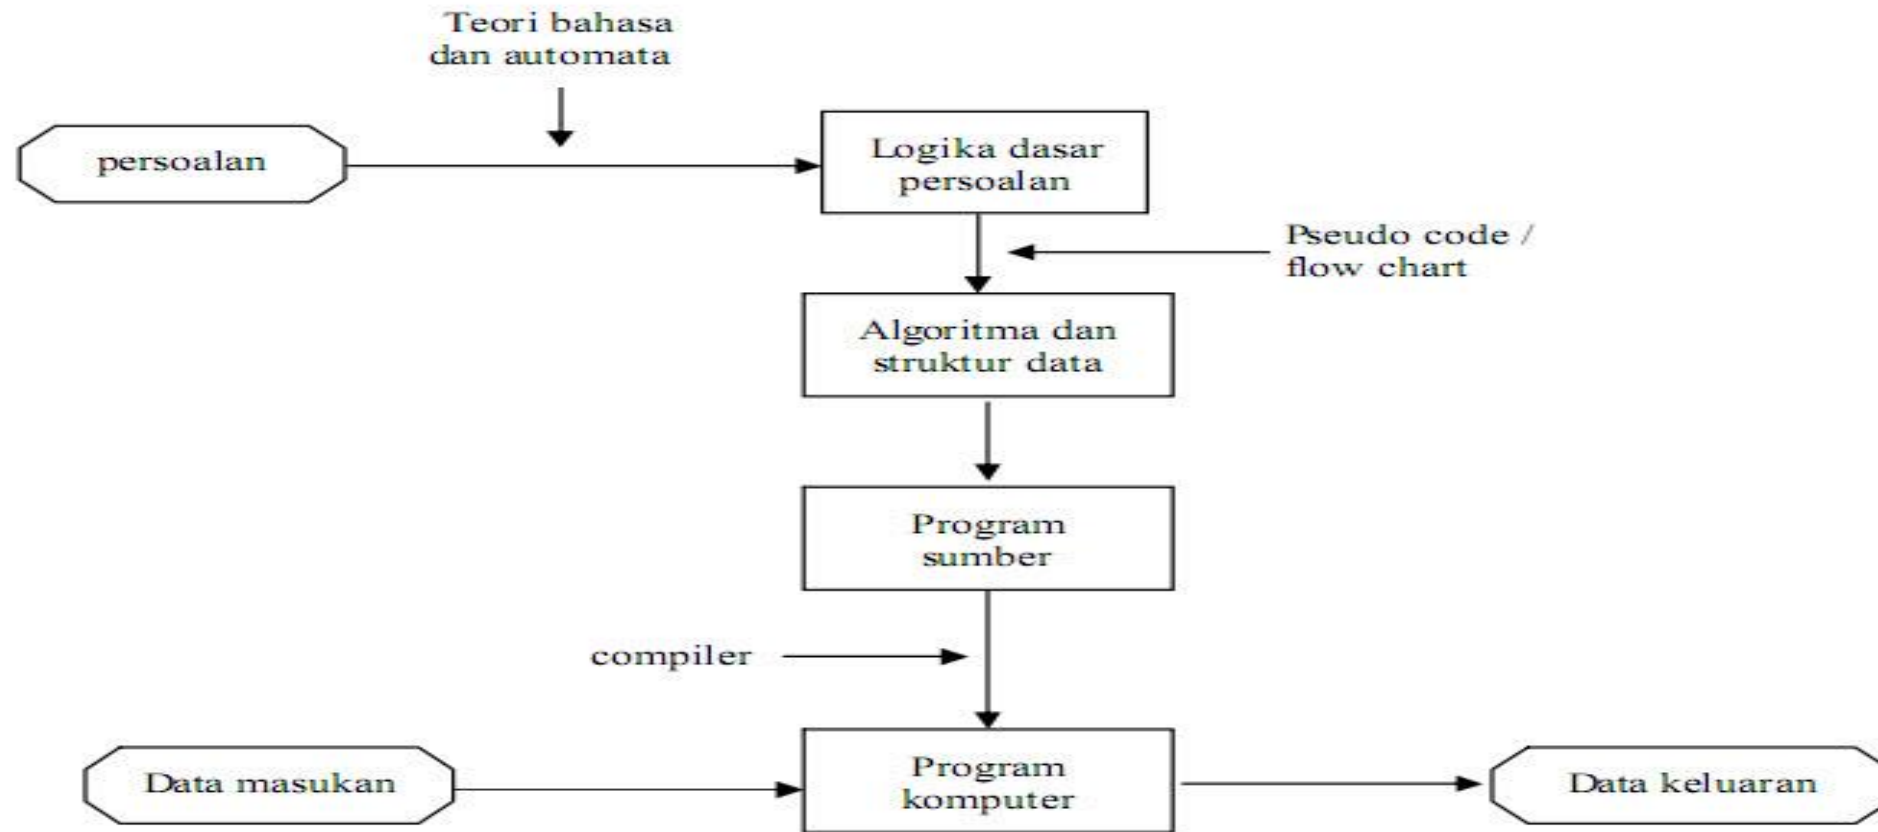 Teori bahasa
dan automata
persoalan
Logika dasar
persoalan
Pseudo code /
flow chart
Algoritma dan
struktur data
Program
sumber
compiler
Data masukan
Program
komputer
Data keluaran